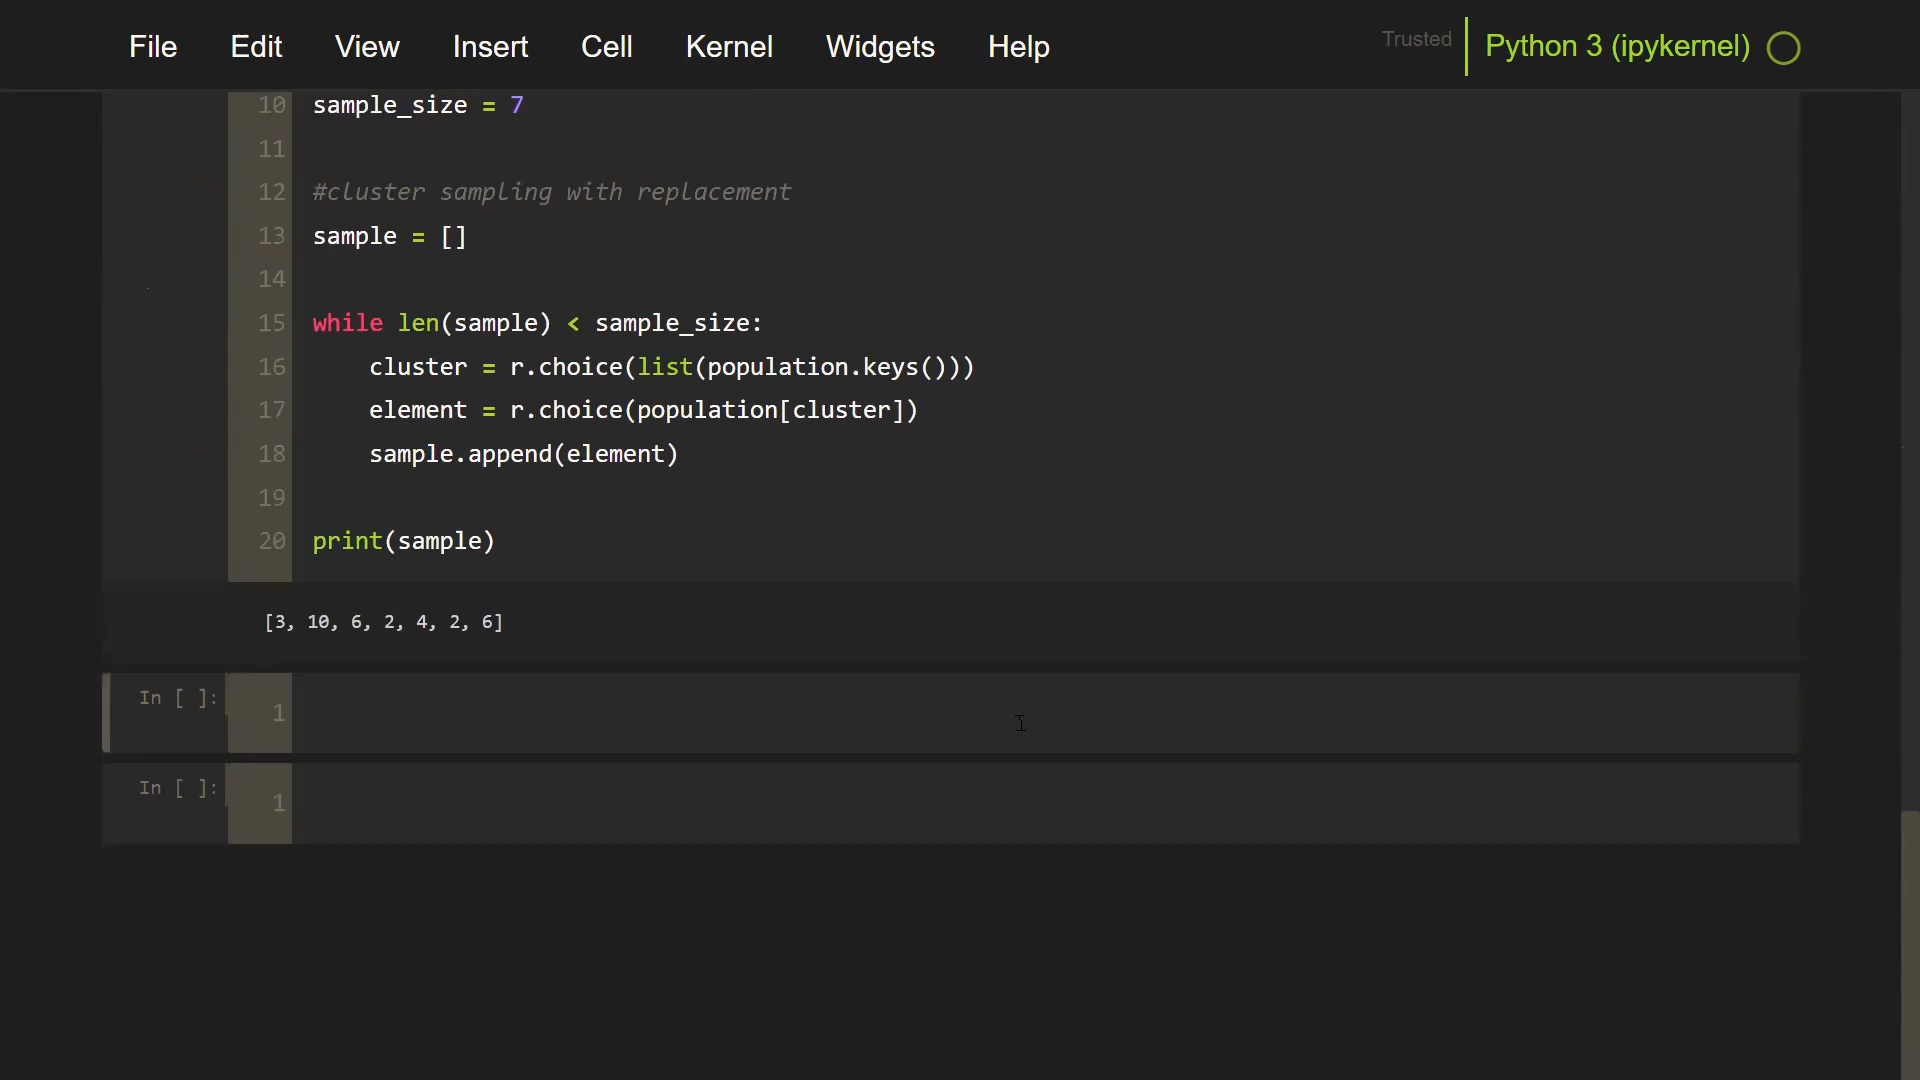 File Edit View Insert Cell Kernel Widgets Help Trusted Python 3 (ipykernel)
10 sample_size = 7
11
12 #cluster sampling with replacement
13 sample = []
14
15 while len(sample) < sample_size:
16     cluster = r.choice(list(population.keys()))
17     element = r.choice(population[cluster])
18     sample.append(element)
19
20 print(sample)
[3, 10, 6, 2, 4, 2, 6]
In [ ]: 1
In [ ]: 1